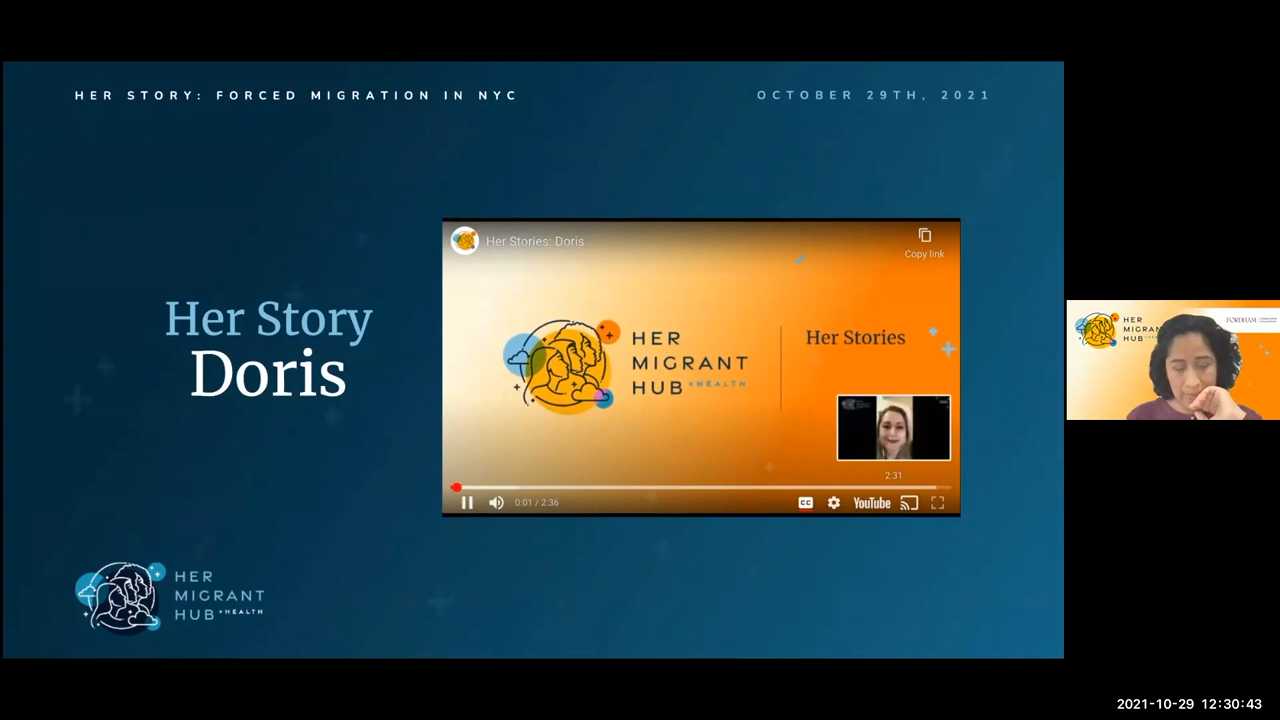 HER STORY: FORCED MIGRATION IN NYC
OCTOBER 29TH, 2021
Her Story
Doris
Her Stories: Doris
Copy link
HER
MIGRANT
HUB +HEALTH
Her Stories
2:31
0:01 / 2:36
CC
YouTube
HER
MIGRANT
HUB +HEALTH
HER
MIGRA
HUB
FORDHAM
2021-10-29 12:30:43